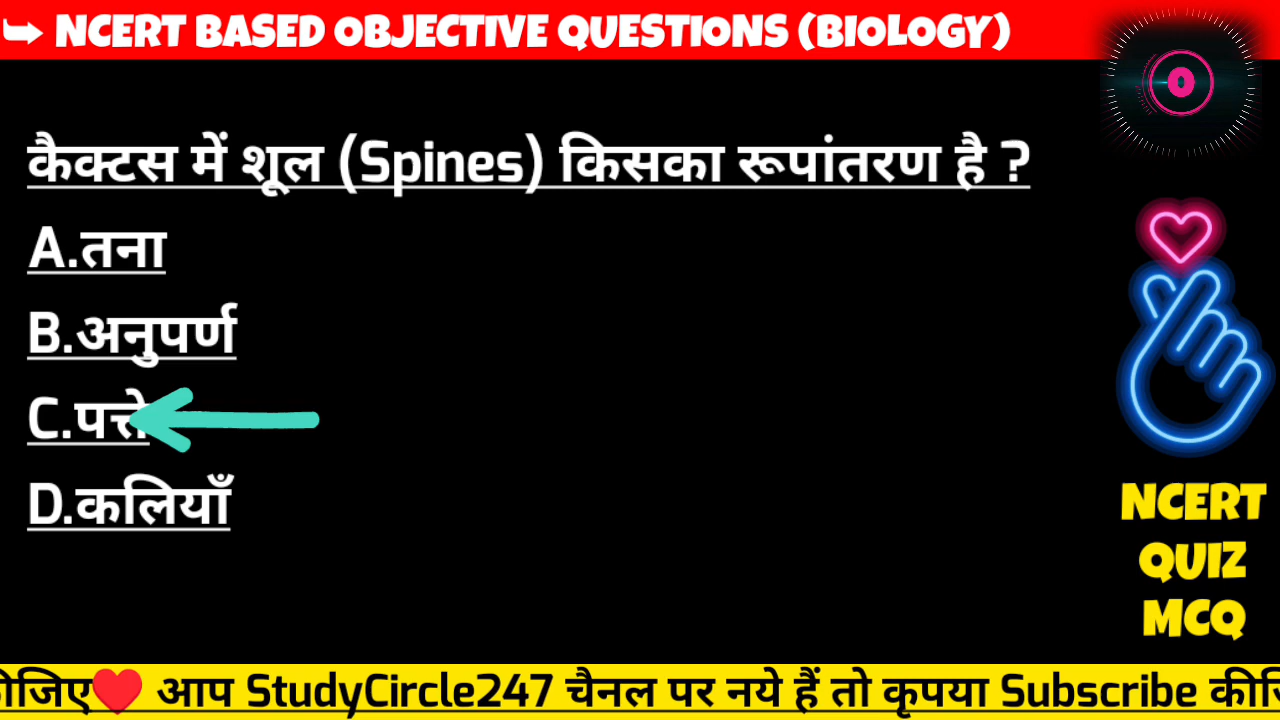 ➥ NCERT BASED OBJECTIVE QUESTIONS (BIOLOGY)
0
कैक्टस में शूल (Spines) किसका रूपांतरण है ?
A.तना
B.अनुपर्ण
C.पत्ते
D.कलियाँ
NCERT
QUIZ
MCQ
आप StudyCircle247 चैनल पर नये हैं तो कृपया Subscribe